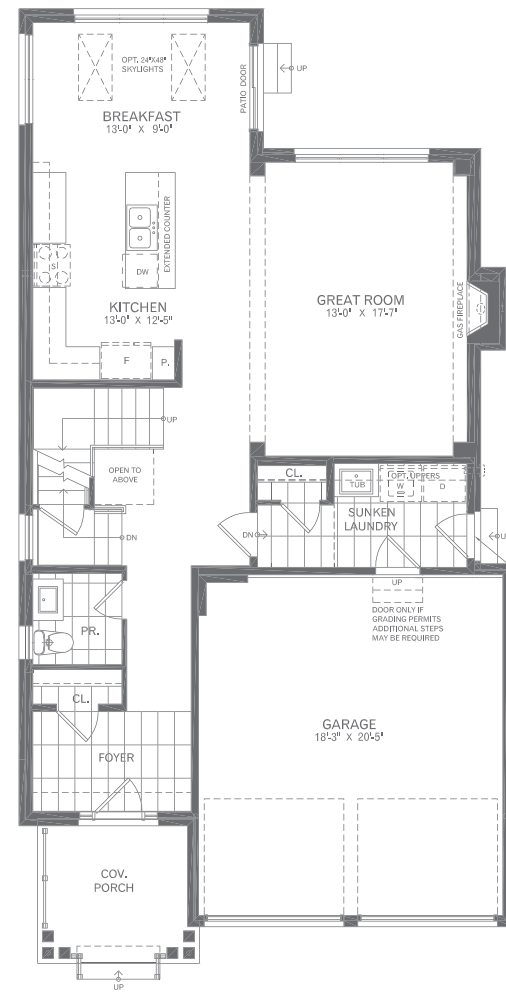 OPT. 24"X48"
SKYLIGHTS
PATIO DOOR
UP
BREAKFAST
13'-0" X 9'-0"
EXTENDED COUNTER
DW
S
KITCHEN
13'-0" X 12'-5"
F
P.
GREAT ROOM
13'-0" X 17'-7"
GAS FIREPLACE
UP
OPEN TO
ABOVE
DN
CL.
TUB
OPT. UPPERS
W
D
SUNKEN
LAUNDRY
DN
U
UP
DOOR ONLY IF
GRADING PERMITS
ADDITIONAL STEPS
MAY BE REQUIRED
PR.
CL.
FOYER
GARAGE
18'-3" X 20'-5"
COV.
PORCH
UP